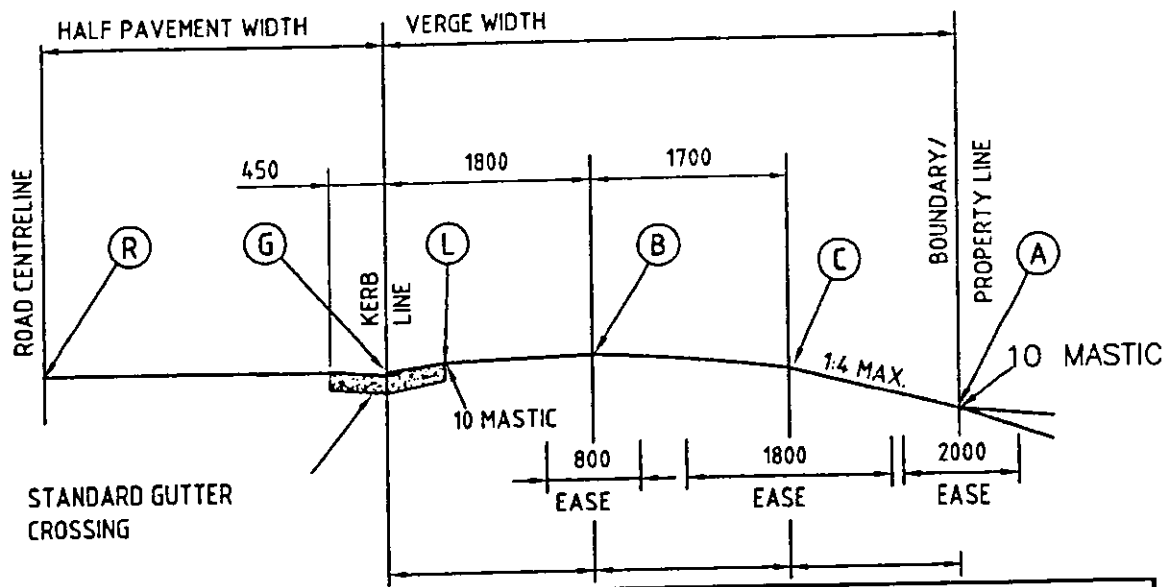 HALF PAVEMENT WIDTH
VERGE WIDTH
450
1800
1700
ROAD CENTRELINE
R
G
KERB
LINE
L
B
C
BOUNDARY/
PROPERTY LINE
A
1:4 MAX.
10 MASTIC
10 MASTIC
800
EASE
1800
EASE
2000
EASE
STANDARD GUTTER
CROSSING